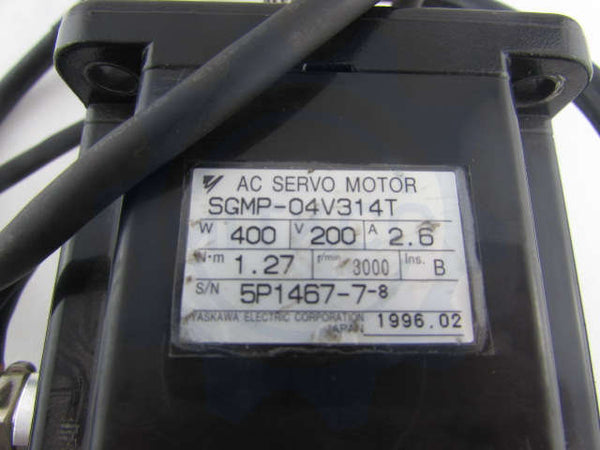 AC SERVO MOTOR
SGMP-04V314T
W 400 V 200 A 2.6
N·m 1.27 r/min 3000 Ins. B
S/N 5P1467-7-8
YASKAWA ELECTRIC CORPORATION
JAPAN 1996.02